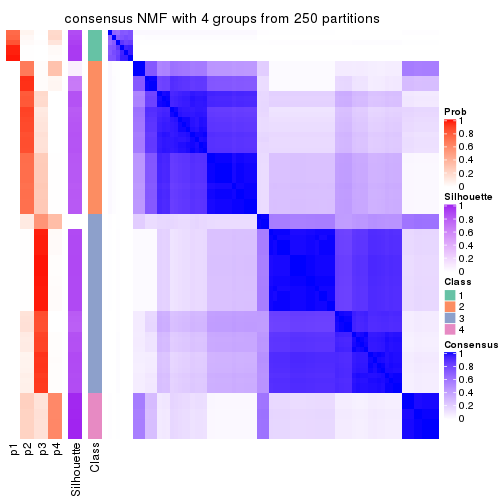 consensus NMF with 4 groups from 250 partitions
Prob
1
0.8
0.6
0.4
0.2
0
Silhouette
0.8
0.6
0.4
0.2
0
Class
1
2
3
4
Consensus
1
0.8
0.6
0.4
0.2
0
p1
p2
p3
p4
Silhouette
Class